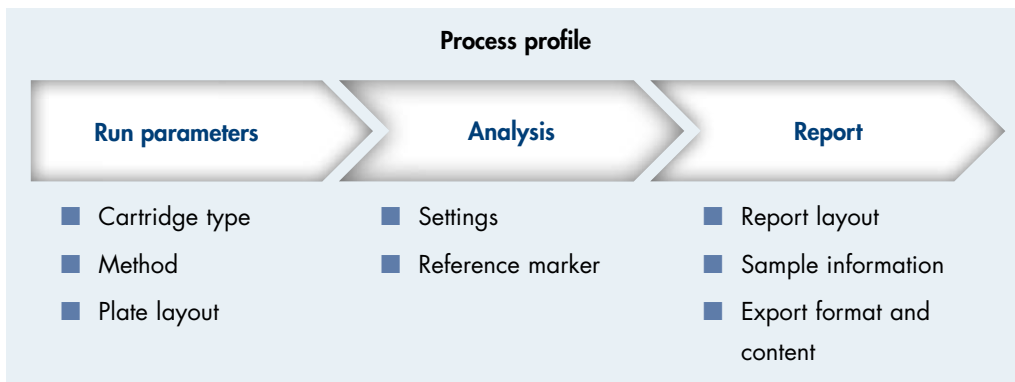 Process profile
Run parameters
Analysis
Report
Cartridge type
Method
Plate layout
Settings
Reference marker
Report layout
Sample information
Export format and
content